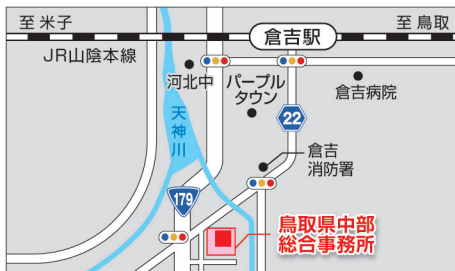 至 米子
倉吉駅
至 鳥取
JR山陰本線
河北中
パープル
タウン
倉吉病院
天神川
22
倉吉
消防署
179
鳥取県中部
総合事務所